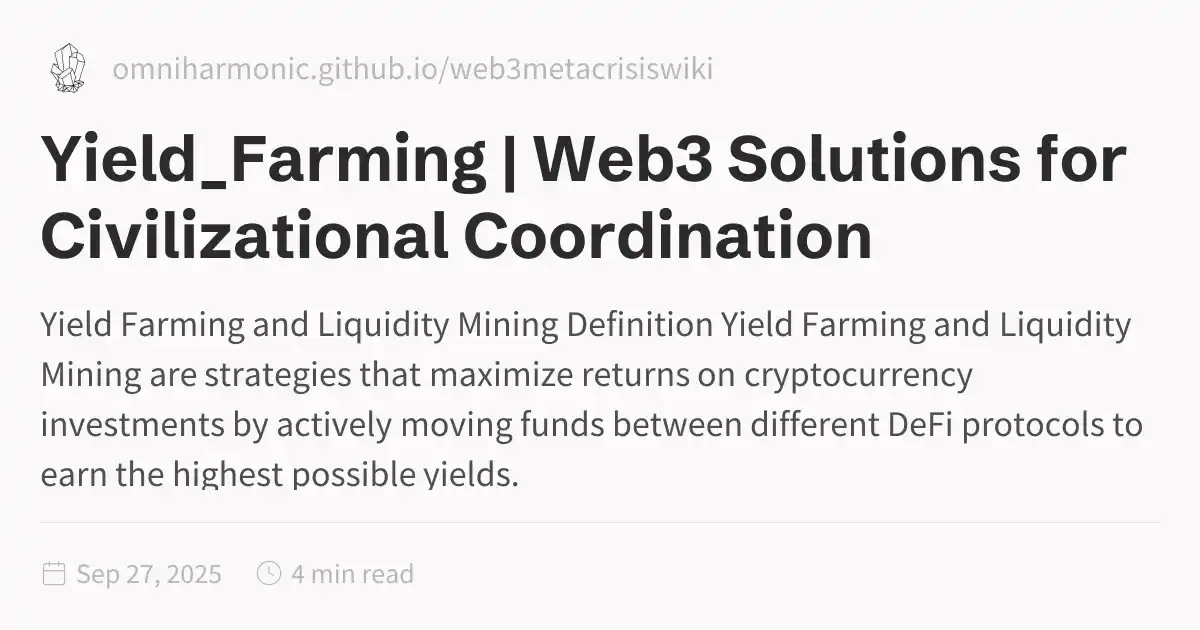 omniharmonic.github.io/web3metacrisiswiki
Yield_Farming | Web3 Solutions for
Civilizational Coordination
Yield Farming and Liquidity Mining Definition Yield Farming and Liquidity
Mining are strategies that maximize returns on cryptocurrency
investments by actively moving funds between different DeFi protocols to
earn the highest possible yields.
Sep 27, 2025 4 min read